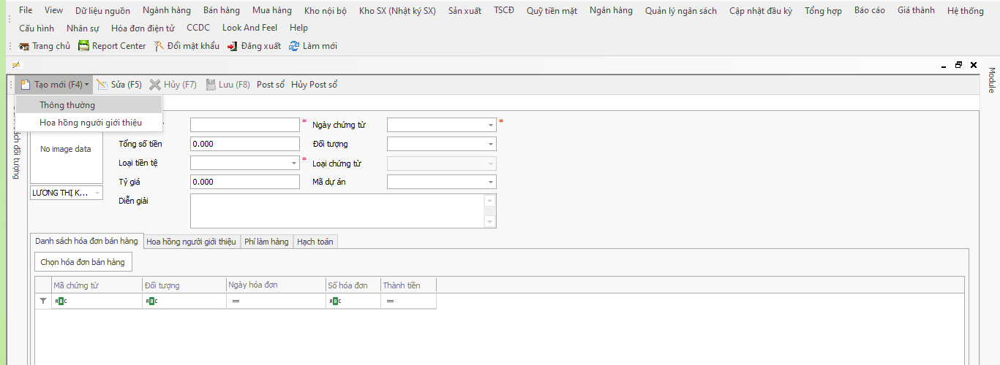 File View Dữ liệu nguồn Ngành hàng Bán hàng Mua hàng Kho nội bộ Kho SX (Nhật ký SX) Sản xuất TSCĐ Quỹ tiền mặt Ngân hàng Quản lý ngân sách Cập nhật đầu kỳ Tổng hợp Báo cáo Giá thành Hệ thống
Cấu hình Nhân sự Hóa đơn điện tử CCDC Look And Feel Help
Trang chủ Report Center Đổi mật khẩu Đăng xuất Làm mới
Module
Tạo mới (F4) Sửa (F5) Hủy (F7) Lưu (F8) Post sổ Hủy Post sổ
Thông thường
Hoa hồng người giới thiệu
sách đối tượng
* Ngày chứng từ *
No image data
Tổng số tiền 0.000 Đối tượng
Loại tiền tệ * Loại chứng từ
Tỷ giá 0.000 Mã dự án
LƯƠNG THỊ K...
Diễn giải
Danh sách hóa đơn bán hàng Hoa hồng người giới thiệu Phí làm hàng Hạch toán
Chọn hóa đơn bán hàng
Mã chứng từ Đối tượng Ngày hóa đơn Số hóa đơn Thành tiền
ABC ABC = ABC =